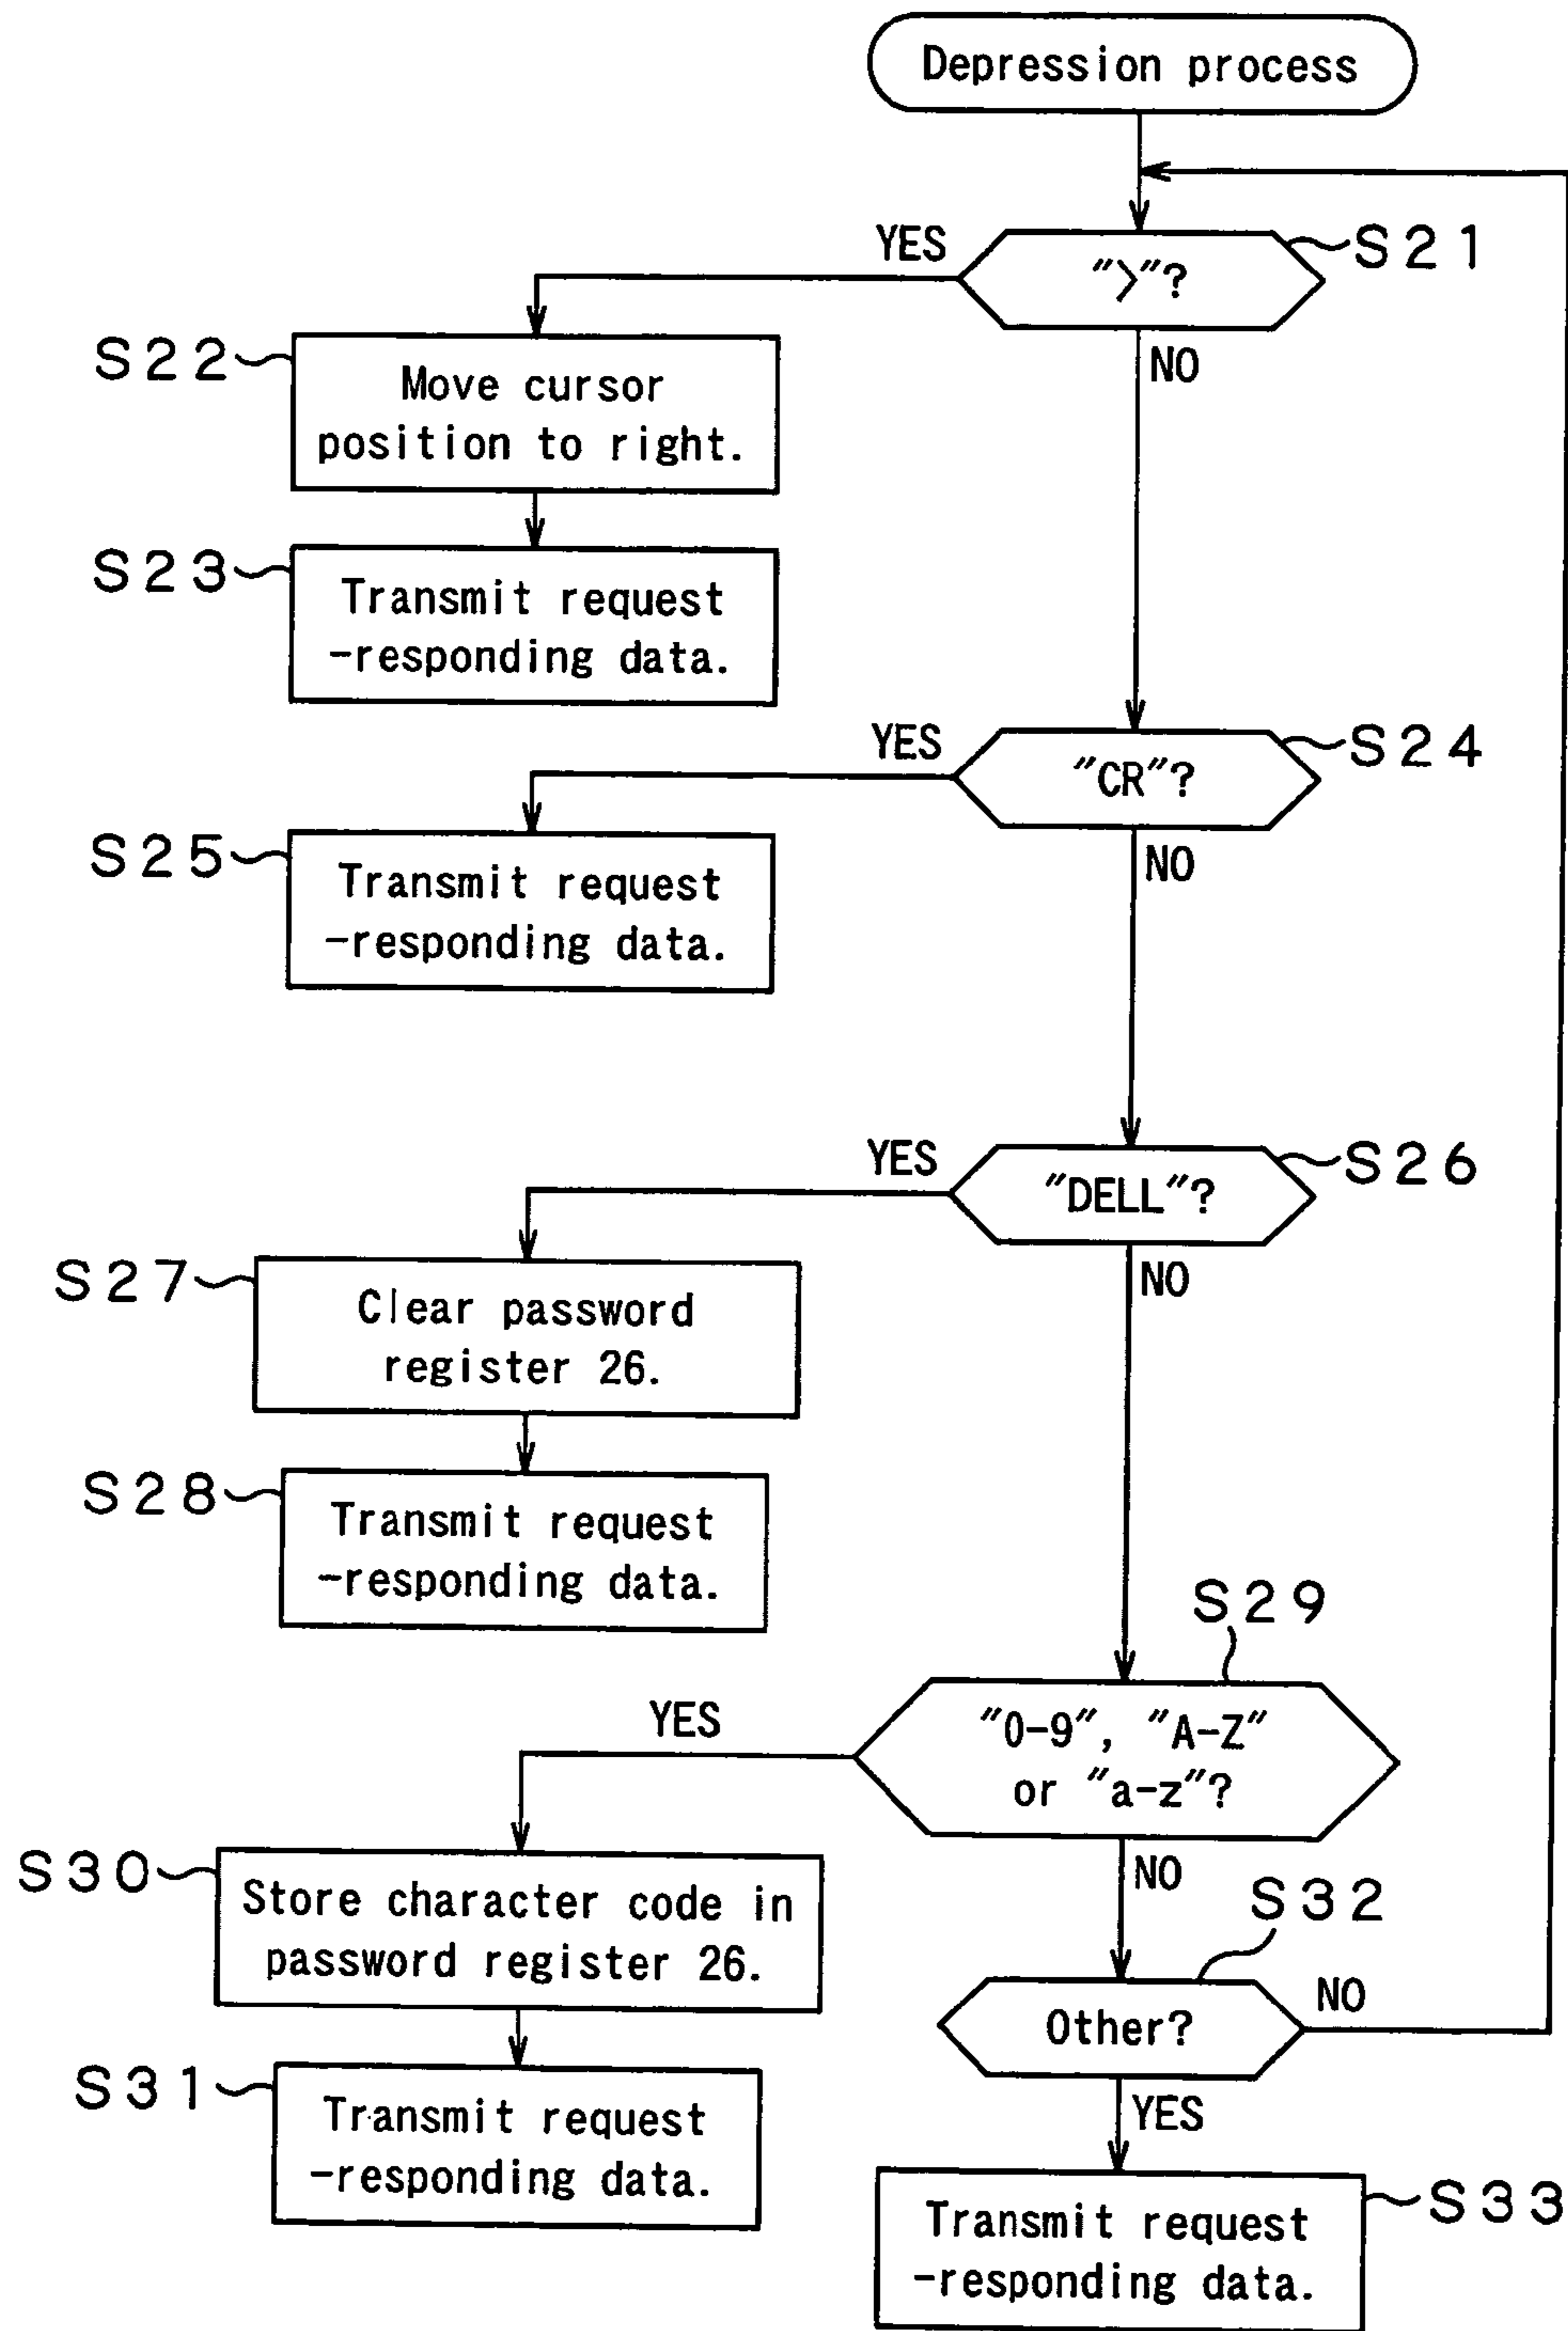 Depression process
S21
YES
">"?
NO
S22
Move cursor
position to right.
S23
Transmit request
-responding data.
S24
YES
"CR"?
NO
S25
Transmit request
-responding data.
S26
YES
"DELL"?
NO
S27
Clear password
register 26.
S28
Transmit request
-responding data.
S29
YES
"0-9", "A-Z"
or "a-z"?
NO
S30
Store character code in
password register 26.
S32
Other?
NO
S31
Transmit request
-responding data.
YES
S33
Transmit request
-responding data.